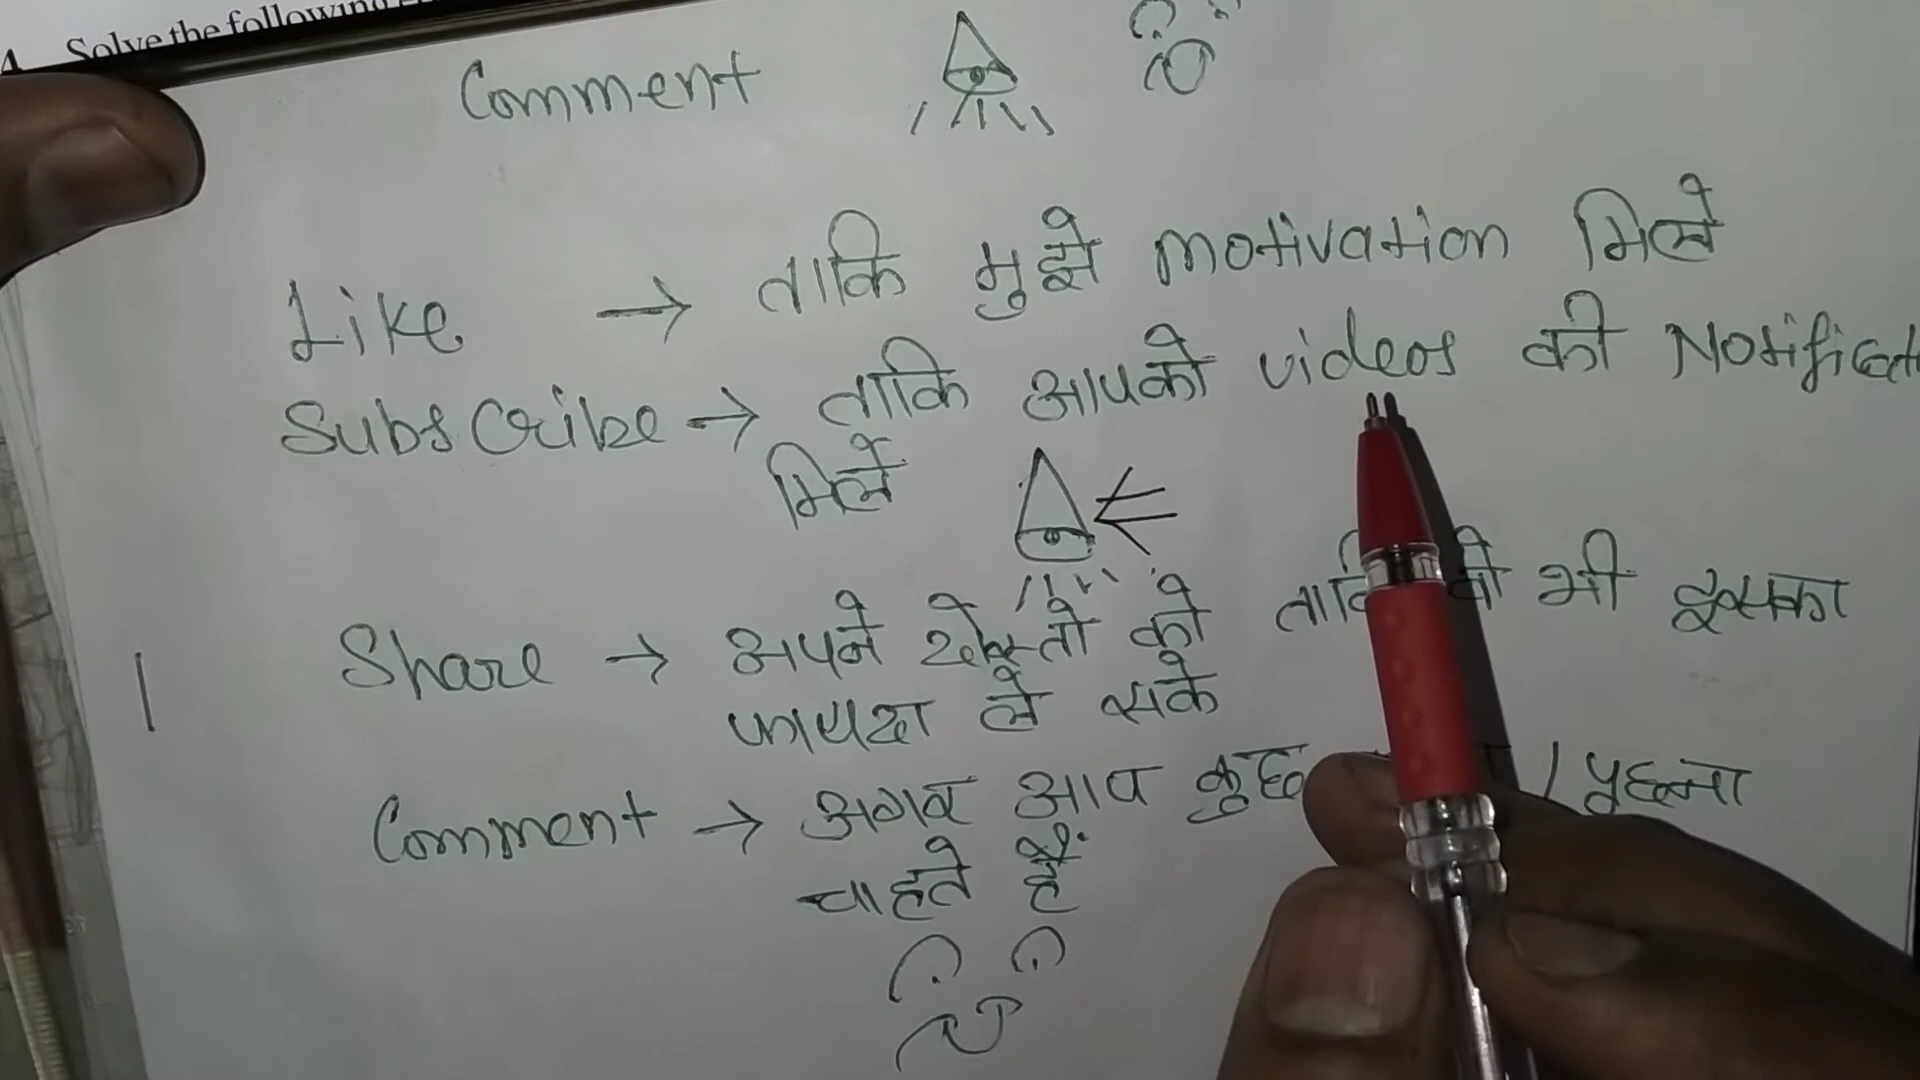 4. Solve the following
Comment
Like → ताकि मुझे motivation मिले
Subscribe → ताकि आपको videos की Notificat
मिले
Share → अपने दोस्तो को ताकि वो भी इसका
फायदा ले सके
Comment → अगर आप कुछ / पूछना
चाहते हैं